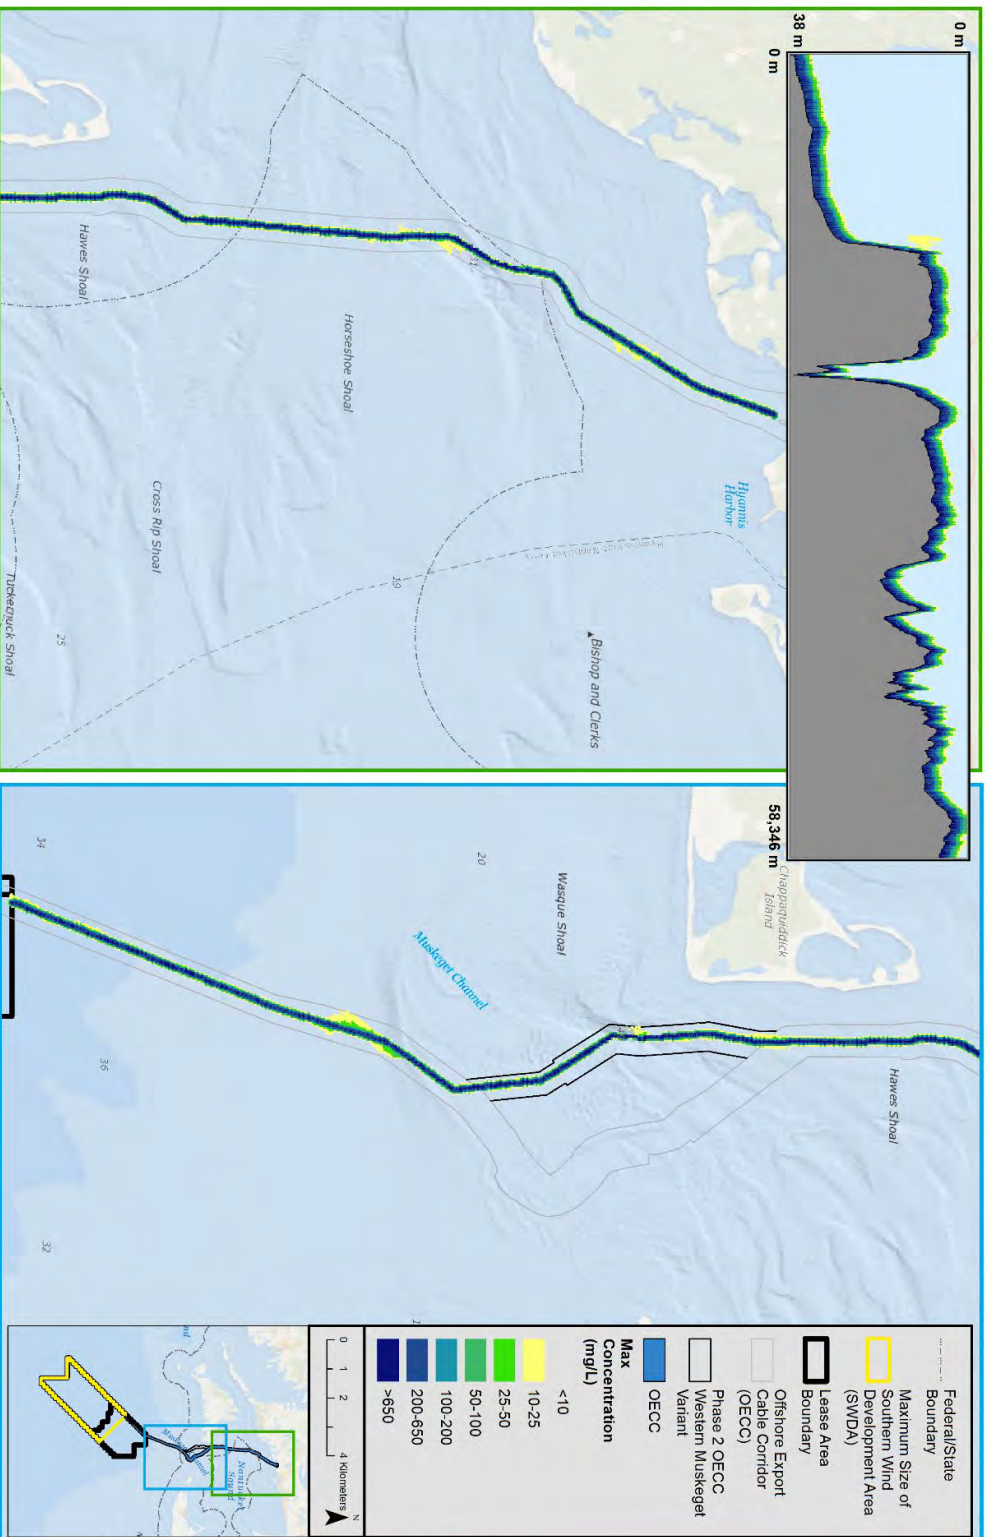 0 m
38 m
0 m
58,346 m
Hawes Shoal
31
Horseshoe Shoal
Hyannis
Harbor
Cross Rip Shoal
19
Bishop and Clerks
25
Tuckernuck Shoal
Chappaquiddick
Island
Wasque Shoal
20
Muskeget Channel
34
36
32
Hawes Shoal
Federal/State
Boundary
Maximum Size of
Southern Wind
Development Area
(SWDA)
Lease Area
Boundary
Offshore Export
Cable Corridor
(OECC)
Phase 2 OECC
Western Muskeget
Variant
OECC
Max
Concentration
(mg/L)
<10
10-25
25-50
50-100
100-200
200-650
>650
0
1
2
4 Kilometers
N
Nantucket
Sound